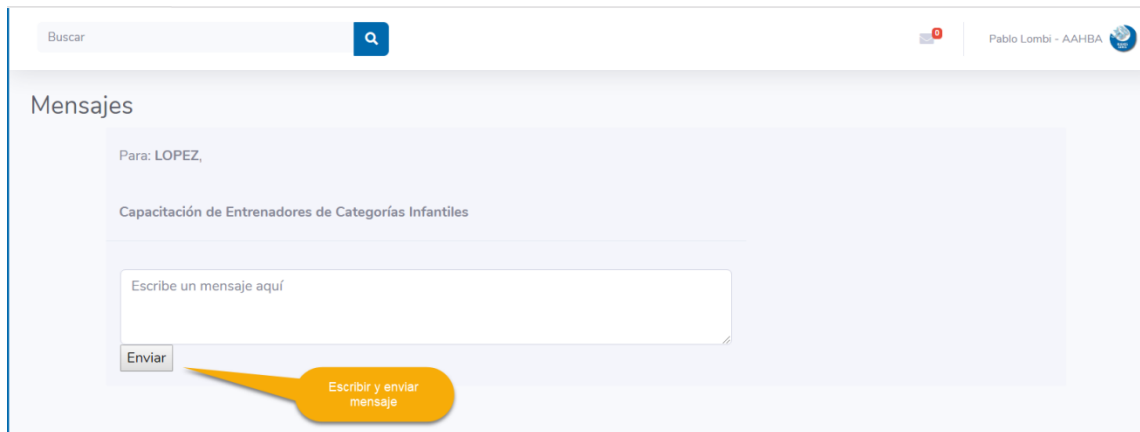 Buscar
0
Pablo Lombi - AAHBA
Mensajes
Para: LOPEZ,
Capacitación de Entrenadores de Categorías Infantiles
Escribe un mensaje aquí
Enviar
Escribir y enviar
mensaje